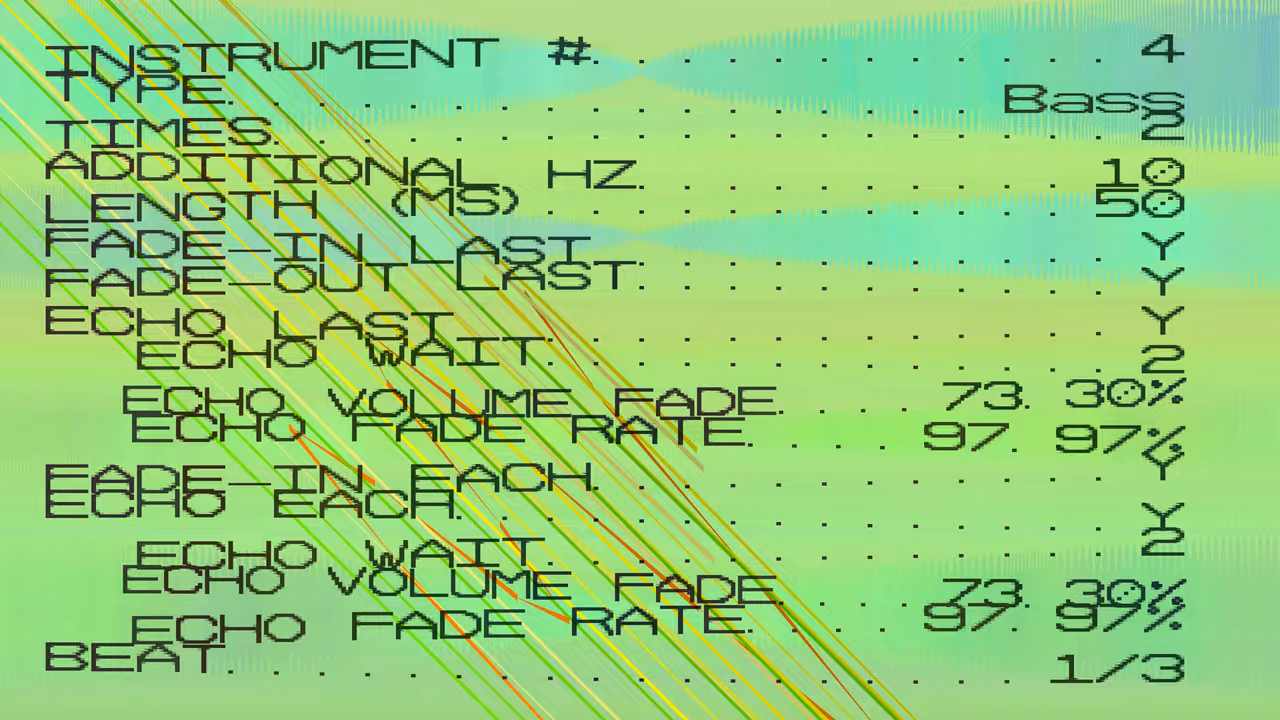 INSTRUMENT #. . . . . . . . . . . . 4
TYPE. . . . . . . . . . . . . . . . . . Bass
TIMES. . . . . . . . . . . . . . . . . . . 2
ADDITIONAL HZ. . . . . . . . . . 10
LENGTH (MS) . . . . . . . . . . . . 50
FADE-IN LAST. . . . . . . . . . . . Y
FADE-OUT LAST. . . . . . . . . . . Y
ECHO LAST. . . . . . . . . . . . . . . Y
ECHO WAIT. . . . . . . . . . . . . 2
ECHO VOLUME FADE. . . . 73. 30%
ECHO FADE RATE. . . . 97. 97%
FADE-IN EACH. . . . . . . . . . . . Y
ECHO EACH. . . . . . . . . . . . . . . Y
ECHO WAIT. . . . . . . . . . . . . 2
ECHO VOLUME FADE. . . . 73. 30%
ECHO FADE RATE. . . . 97. 97%
BEAT. . . . . . . . . . . . . . . . . . . . 1/3